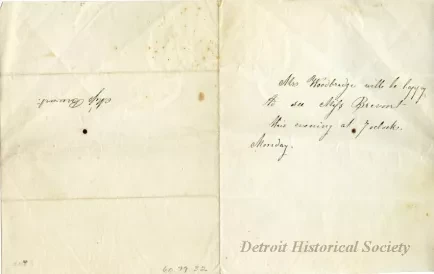 Mrs Woodbridge will be happy
to see Miss Brevort
this evening at 7 o'clock.
Monday.
Miss Brevort.
Detroit Historical Society